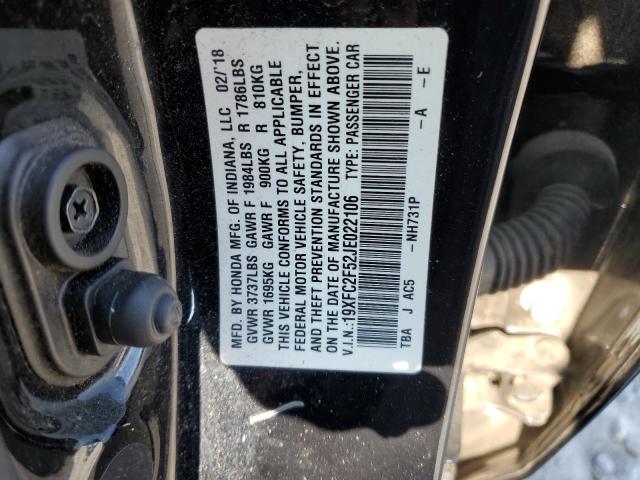 MFD. BY HONDA MFG. OF INDIANA, LLC 02/'18
GVWR 3737LBS GAWR F 1984LBS R 1786LBS
GVWR 1695KG GAWR F 900KG R 810KG
THIS VEHICLE CONFORMS TO ALL APPLICABLE
FEDERAL MOTOR VEHICLE SAFETY, BUMPER,
AND THEFT PREVENTION STANDARDS IN EFFECT
ON THE DATE OF MANUFACTURE SHOWN ABOVE.
V.I.N.:19XFC2F52JE022106 TYPE: PASSENGER CAR
TBA J AC5 —NH731P —A —E